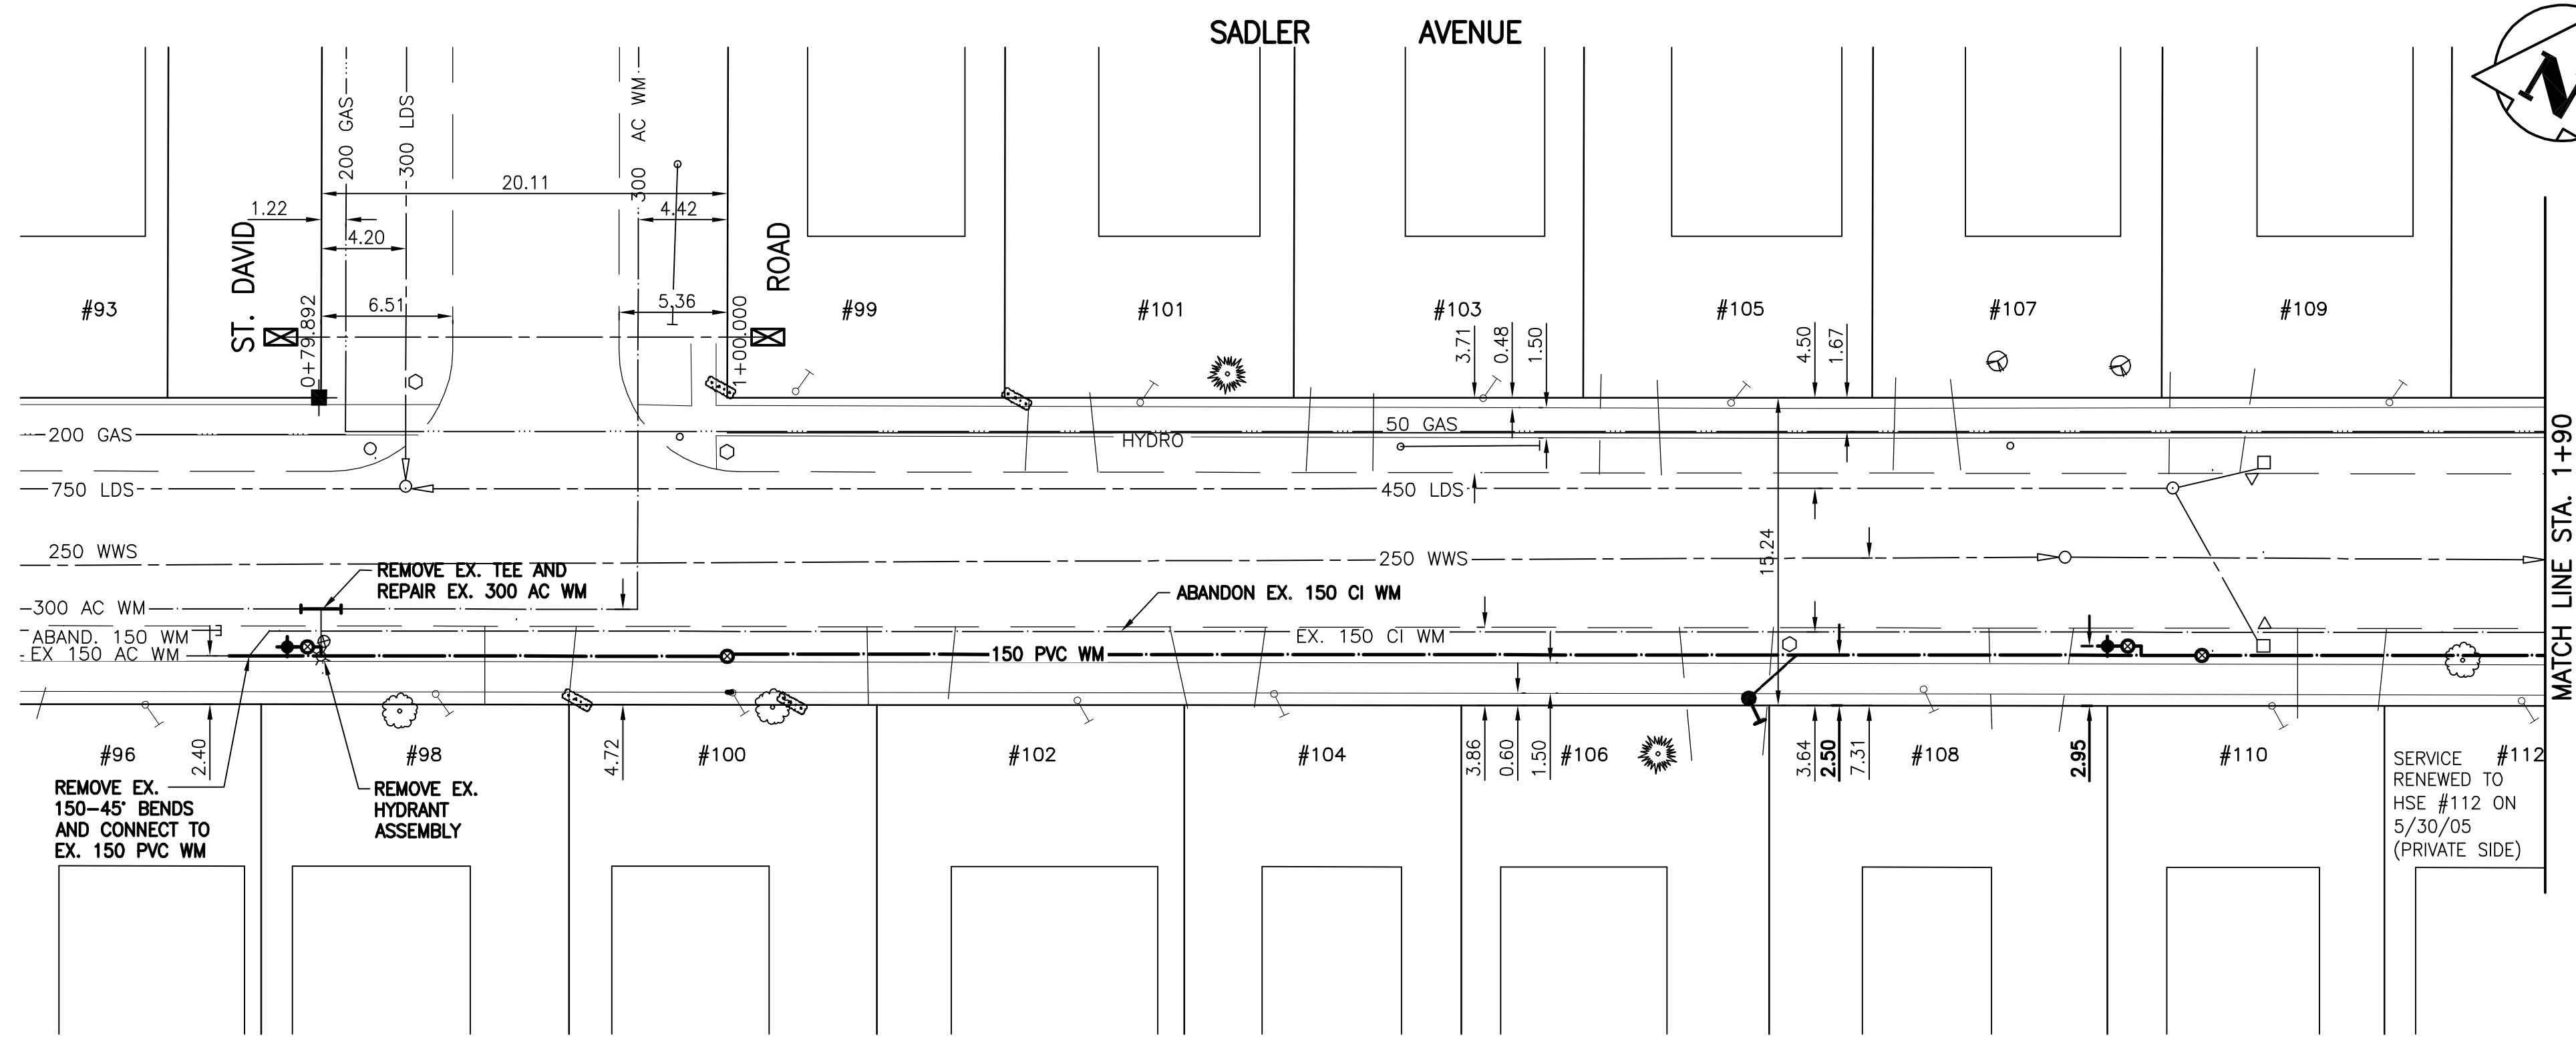 SADLER AVENUE
N
200 GAS
300 LDS
300 AC WM
20.11
1.22
4.42
4.20
ST. DAVID
ROAD
6.51
5.36
0+79.892
1+00.000
#93
#99
#101
#103
#105
#107
#109
3.71
0.48
1.50
4.50
1.67
200 GAS
50 GAS
HYDRO
750 LDS
450 LDS
250 WWS
250 WWS
15.24
MATCH LINE STA. 1+90
REMOVE EX. TEE AND
REPAIR EX. 300 AC WM
ABANDON EX. 150 CI WM
300 AC WM
ABAND. 150 WM
EX 150 AC WM
EX. 150 CI WM
150 PVC WM
#96
2.40
#98
4.72
#100
#102
#104
3.86
0.60
1.50
#106
3.64
2.50
7.31
#108
2.95
#110
#112
REMOVE EX.
150-45° BENDS
AND CONNECT TO
EX. 150 PVC WM
REMOVE EX.
HYDRANT
ASSEMBLY
SERVICE
RENEWED TO
HSE #112 ON
5/30/05
(PRIVATE SIDE)